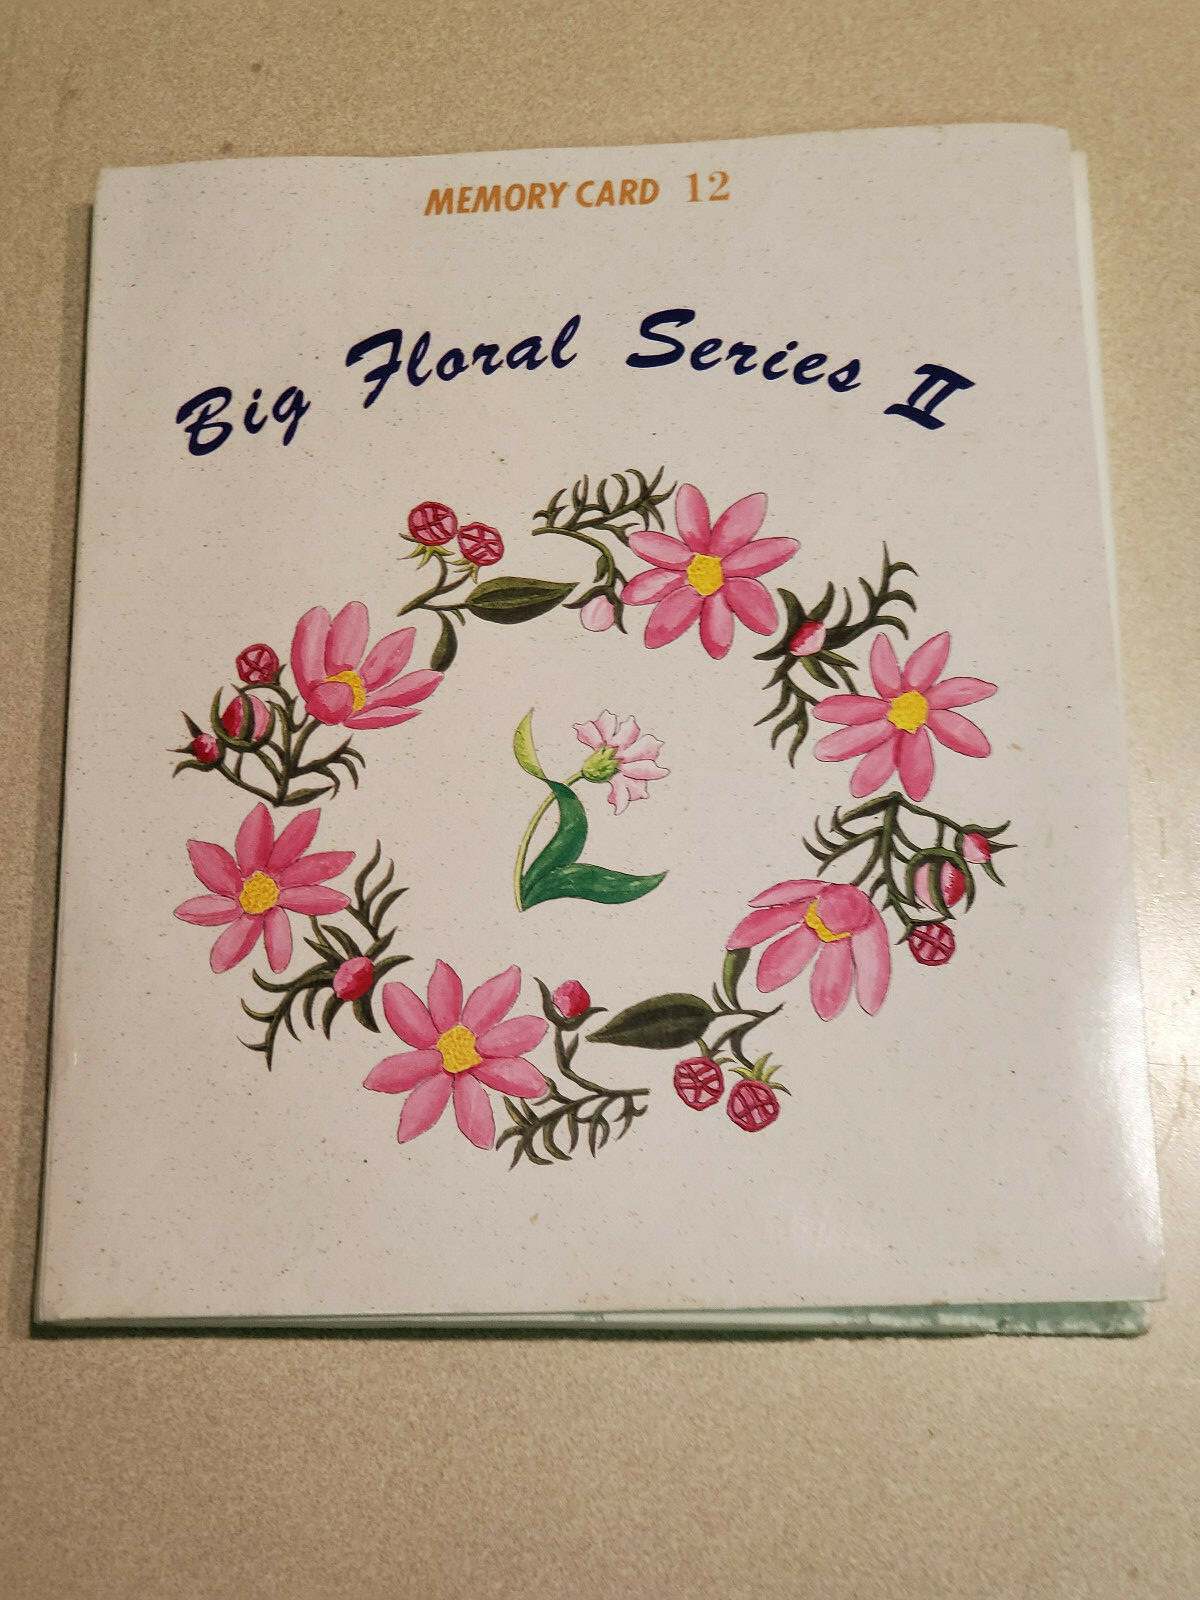 MEMORY CARD 12
Big Floral Series II
L